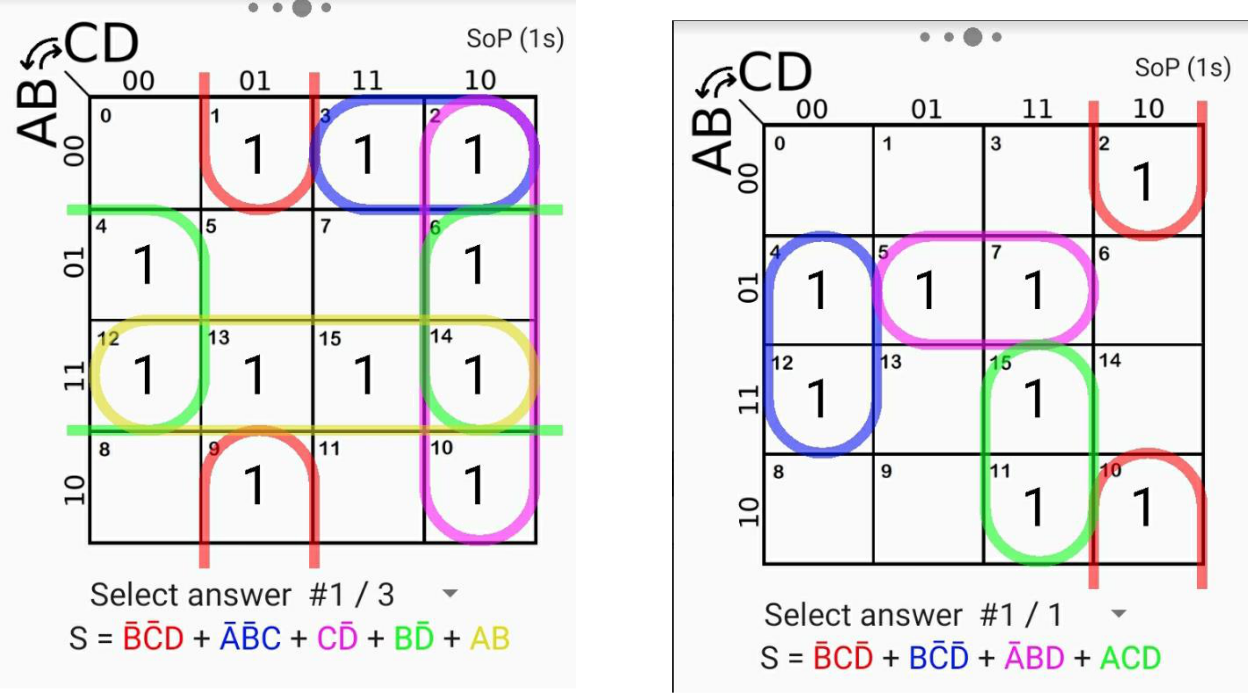 CD
SoP (1s)
AB
00 01 11 10
00
0 1 3 2
1 1 1
01
4 5 7 6
1 1
11
12 13 15 14
1 1 1 1
10
8 9 11 10
1 1
Select answer #1 / 3
S = B̄C̄D + ĀB̄C + CD̄ + BD̄ + AB
CD
SoP (1s)
AB
00 01 11 10
00
0 1 3 2
1
01
4 5 7 6
1 1 1
11
12 13 15 14
1 1
10
8 9 11 10
1 1
Select answer #1 / 1
S = B̄CD̄ + BC̄D̄ + ĀBD + ACD